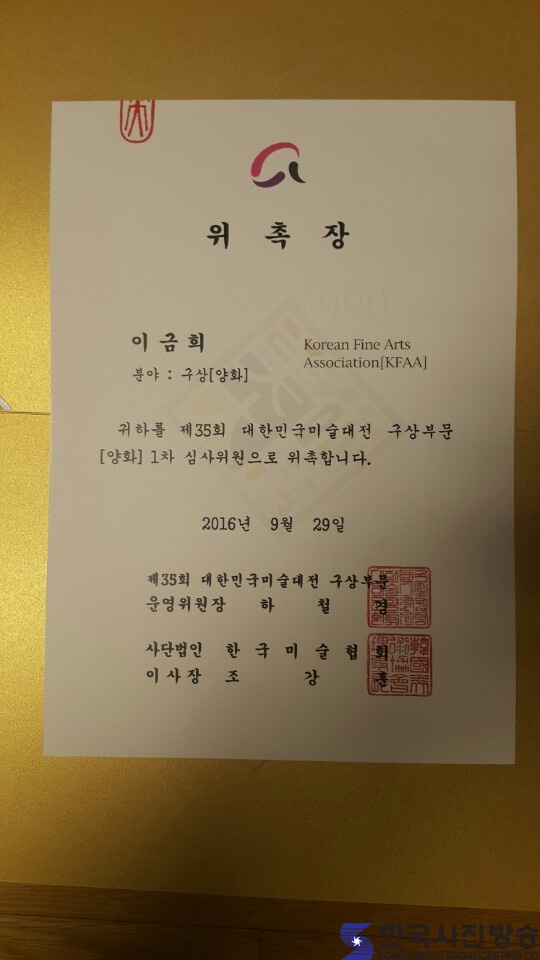 위 촉 장
1990
이 금 희
Korean Fine Arts
Association[KFAA]
분야 : 구상[양화]
귀하를 제35회 대한민국미술대전 구상부문
[양화] 1차 심사위원으로 위촉합니다.
2016년 9월 29일
제35회 대한민국미술대전 구상부문
운영위원장 하 철 경
사단법인 한 국 미 술 협 회
이사장 조 강 훈
한국사진방송
KOREA IMAGE BROADCASTING CO